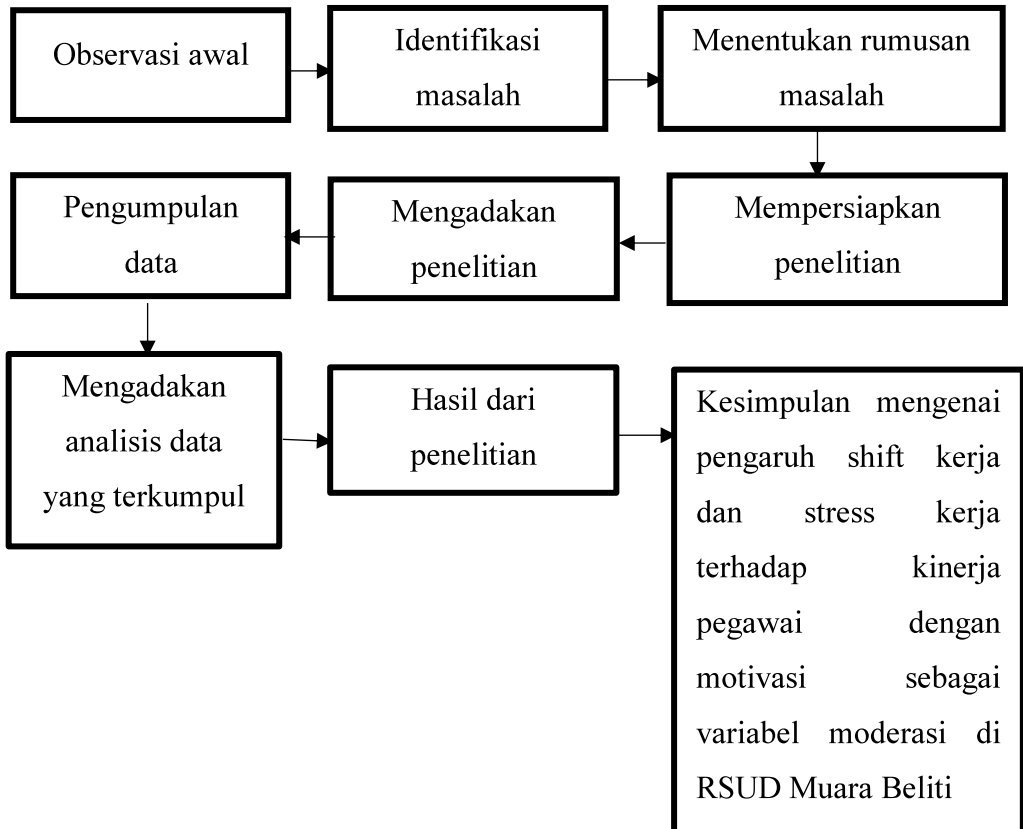 Observasi awal
Identifikasi
masalah
Menentukan rumusan
masalah
Mempersiapkan
penelitian
Mengadakan
penelitian
Pengumpulan
data
Mengadakan
analisis data
yang terkumpul
Hasil dari
penelitian
Kesimpulan mengenai
pengaruh shift kerja
dan stress kerja
terhadap kinerja
pegawai dengan
motivasi sebagai
variabel moderasi di
RSUD Muara Beliti